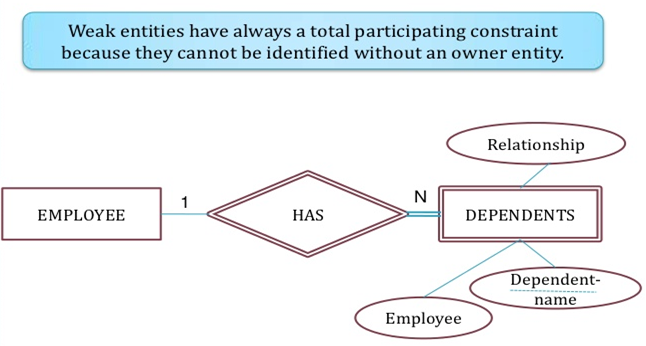 Weak entities have always a total participating constraint
because they cannot be identified without an owner entity.
Relationship
EMPLOYEE
1
HAS
N
DEPENDENTS
Dependent-
name
Employee